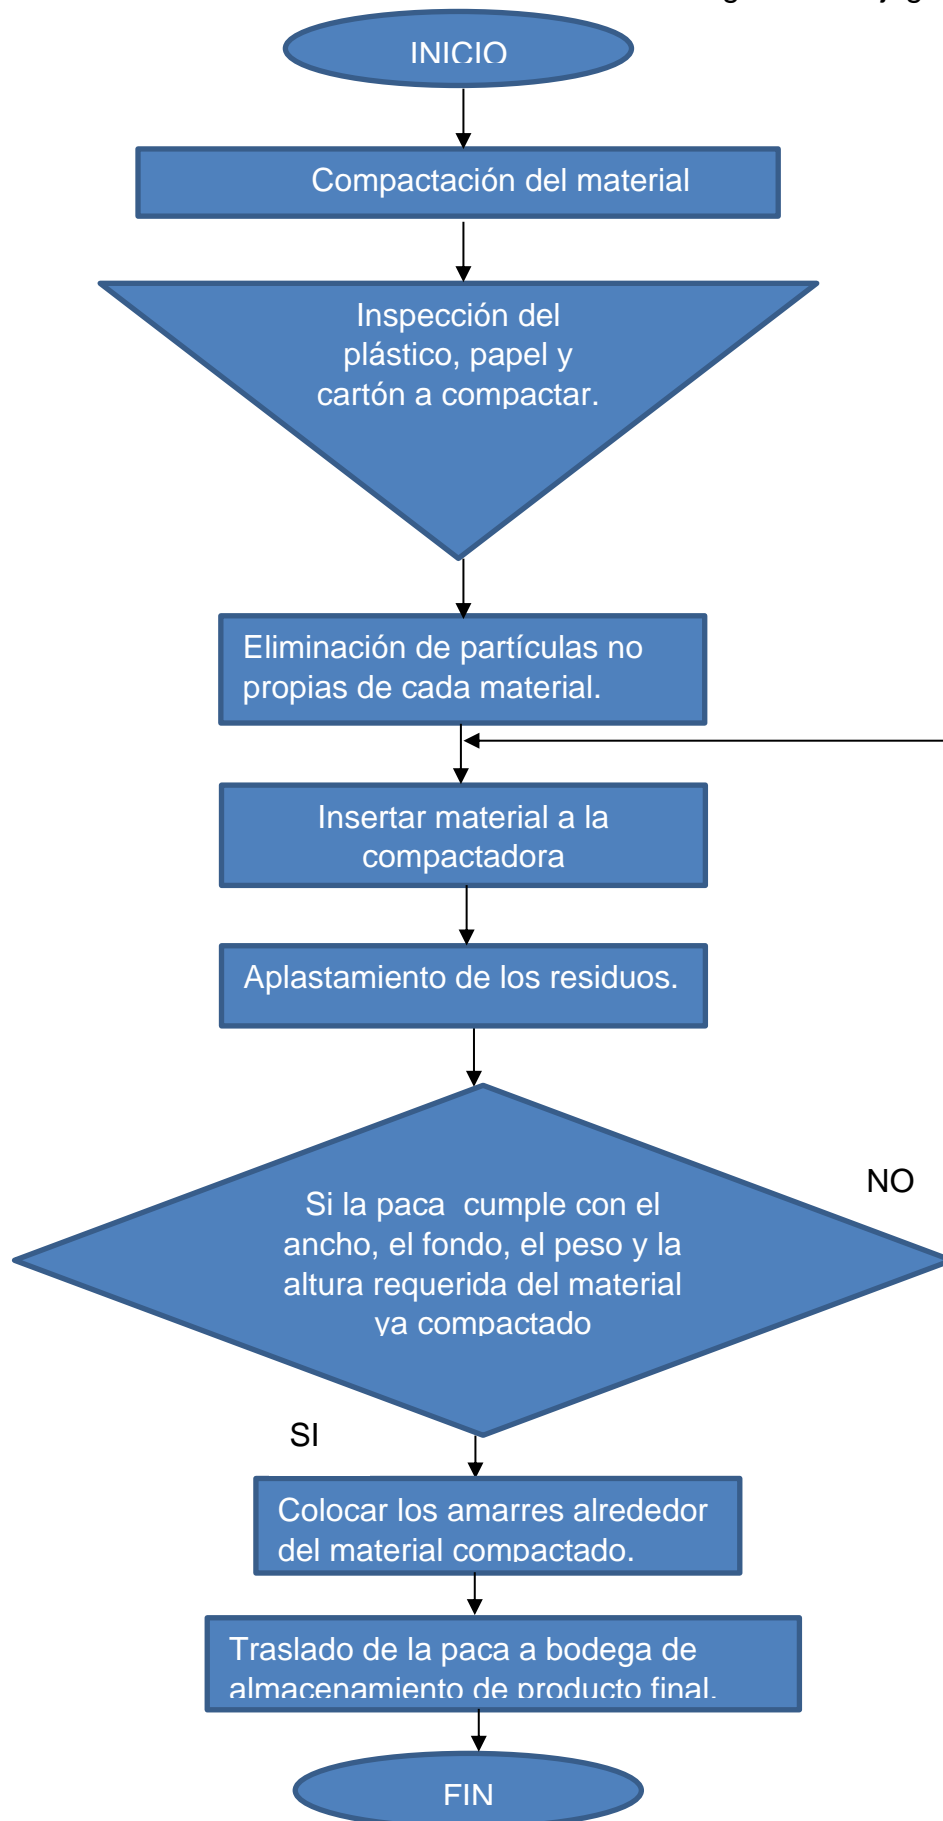 INICIO
Compactación del material
Inspección del
plástico, papel y
cartón a compactar.
Eliminación de partículas no
propias de cada material.
Insertar material a la
compactadora
Aplastamiento de los residuos.
NO
Si la paca cumple con el
ancho, el fondo, el peso y la
altura requerida del material
ya compactado
SI
Colocar los amarres alrededor
del material compactado.
Traslado de la paca a bodega de
almacenamiento de producto final.
FIN